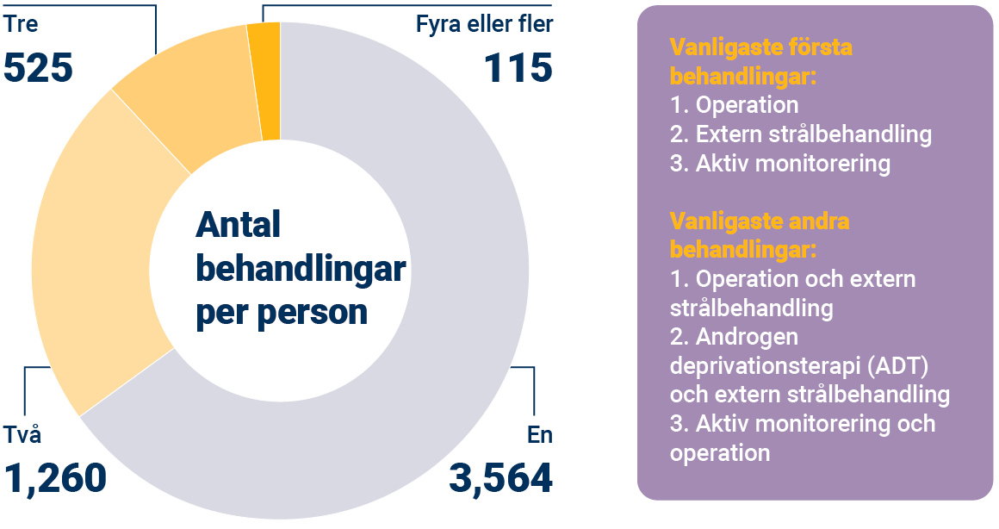 Tre
525
Fyra eller fler
115
Antal
behandlingar
per person
Två
1,260
En
3,564
Vanligaste första
behandlingar:
1. Operation
2. Extern strålbehandling
3. Aktiv monitorering
Vanligaste andra
behandlingar:
1. Operation och extern
strålbehandling
2. Androgen
deprivationsterapi (ADT)
och extern strålbehandling
3. Aktiv monitorering och
operation